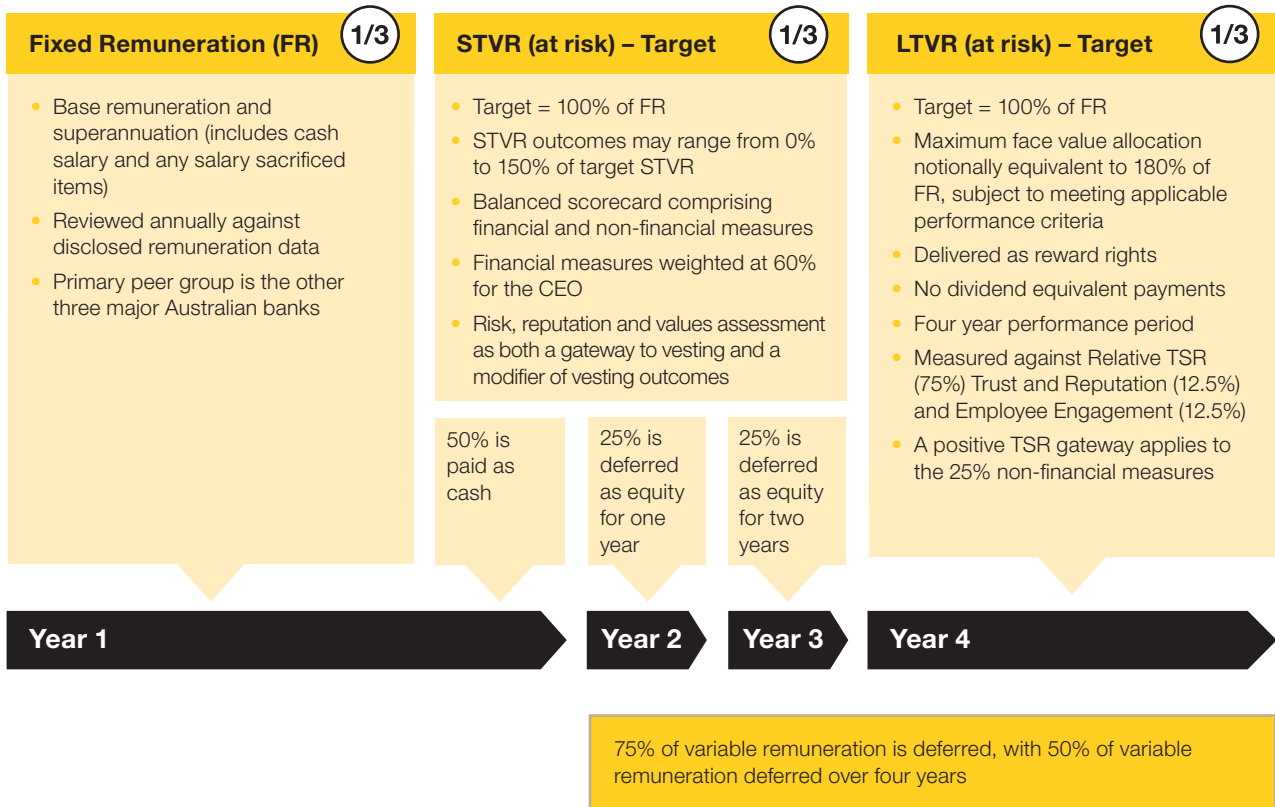 Fixed Remuneration (FR)
1/3
• Base remuneration and
superannuation (includes cash
salary and any salary sacrificed
items)
• Reviewed annually against
disclosed remuneration data
• Primary peer group is the other
three major Australian banks
STVR (at risk) – Target
1/3
• Target = 100% of FR
• STVR outcomes may range from 0%
to 150% of target STVR
• Balanced scorecard comprising
financial and non-financial measures
• Financial measures weighted at 60%
for the CEO
• Risk, reputation and values assessment
as both a gateway to vesting and a
modifier of vesting outcomes
50% is
paid as
cash
25% is
deferred
as equity
for one
year
25% is
deferred
as equity
for two
years
LTVR (at risk) – Target
1/3
• Target = 100% of FR
• Maximum face value allocation
notionally equivalent to 180% of
FR, subject to meeting applicable
performance criteria
• Delivered as reward rights
• No dividend equivalent payments
• Four year performance period
• Measured against Relative TSR
(75%) Trust and Reputation (12.5%)
and Employee Engagement (12.5%)
• A positive TSR gateway applies to
the 25% non-financial measures
Year 1
Year 2
Year 3
Year 4
75% of variable remuneration is deferred, with 50% of variable
remuneration deferred over four years